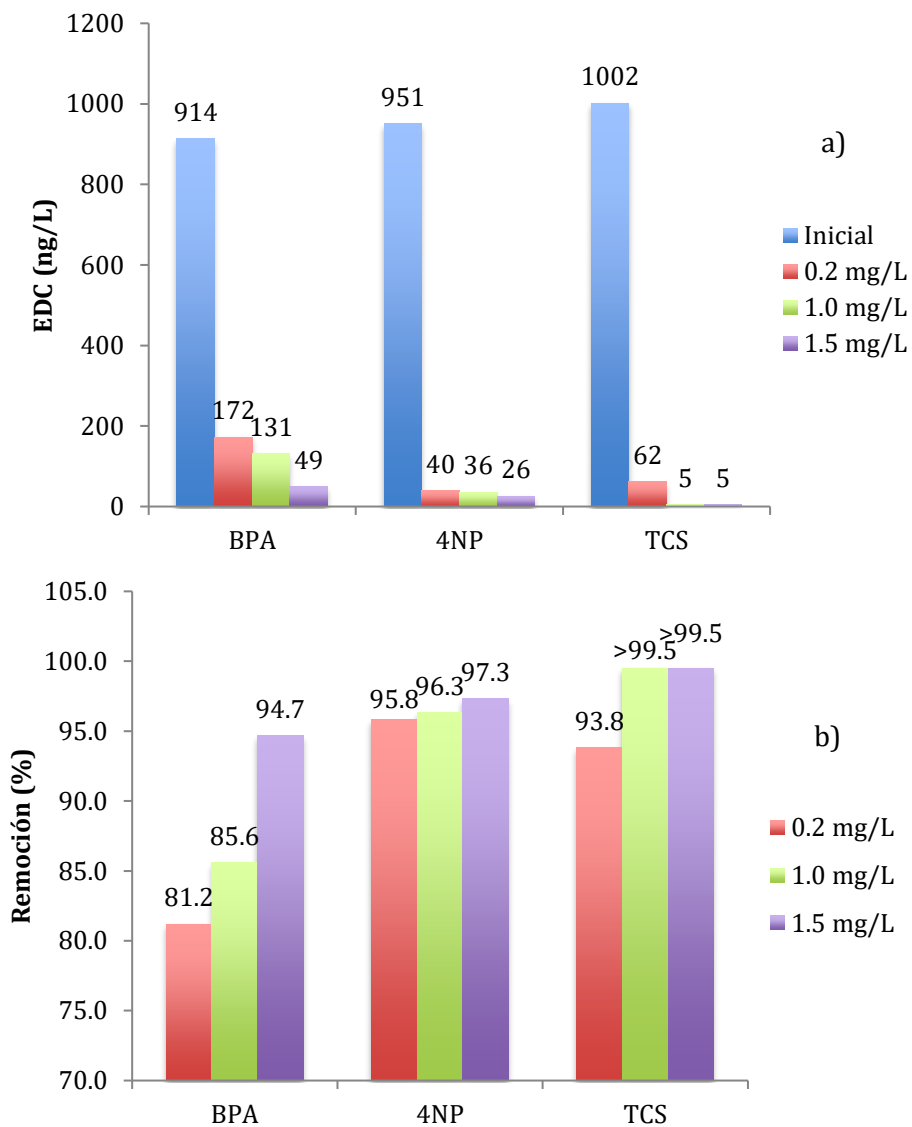 1200
1000
800
600
400
200
0
EDC (ng/L)
914
172
131
49
951
40
36
26
1002
62
5
5
BPA
4NP
TCS
a)
Inicial
0.2 mg/L
1.0 mg/L
1.5 mg/L
105.0
100.0
95.0
90.0
85.0
80.0
75.0
70.0
Remoción (%)
81.2
85.6
94.7
95.8
96.3
97.3
93.8
>99.5
>99.5
BPA
4NP
TCS
b)
0.2 mg/L
1.0 mg/L
1.5 mg/L